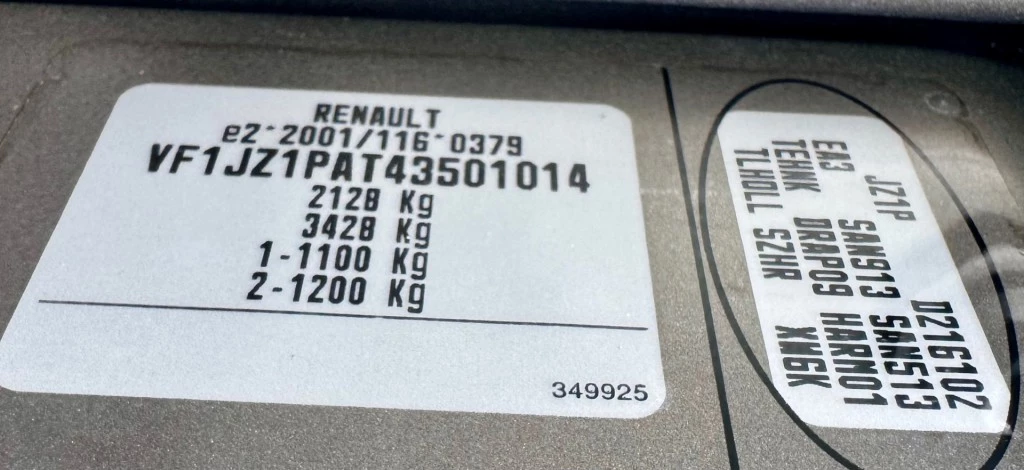 RENAULT
e2*2001/116*0379
VF1JZ1PAT43501014
2128 Kg
3428 Kg
1-1100 Kg
2-1200 Kg
349925
JZ1P D216102
EA3 SAN913 SAN513
TEHNK DRAP09 HARM01
TLHOLL SZHR XW6K